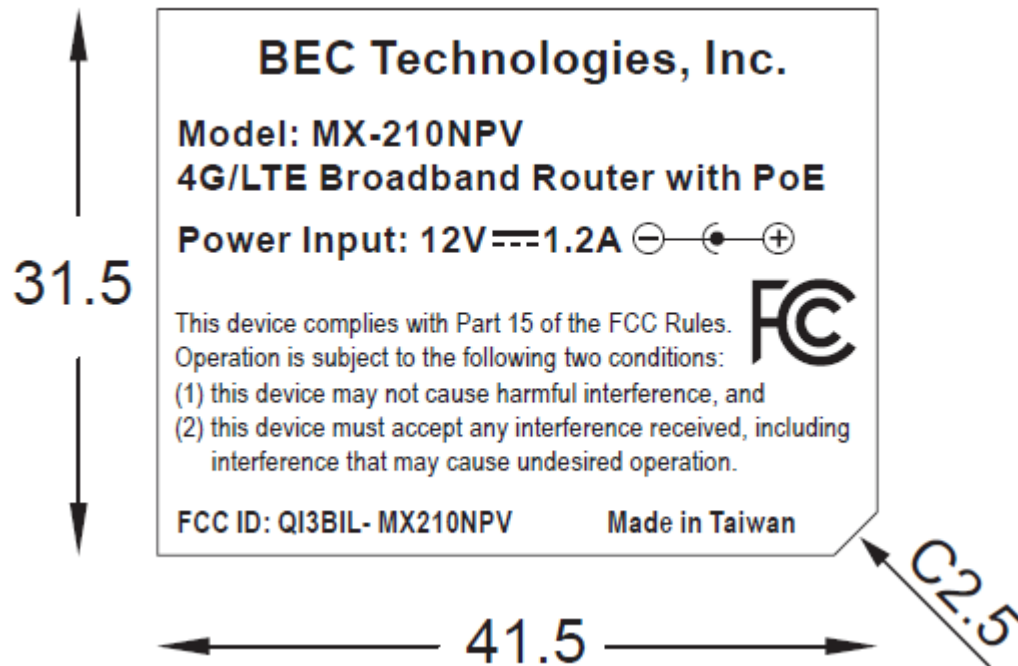 BEC Technologies, Inc.
Model: MX-210NPV
4G/LTE Broadband Router with PoE
Power Input: 12V⎓1.2A
FC
This device complies with Part 15 of the FCC Rules.
Operation is subject to the following two conditions:
(1) this device may not cause harmful interference, and
(2) this device must accept any interference received, including
interference that may cause undesired operation.
FCC ID: QI3BIL- MX210NPV Made in Taiwan
31.5
41.5
C2.5